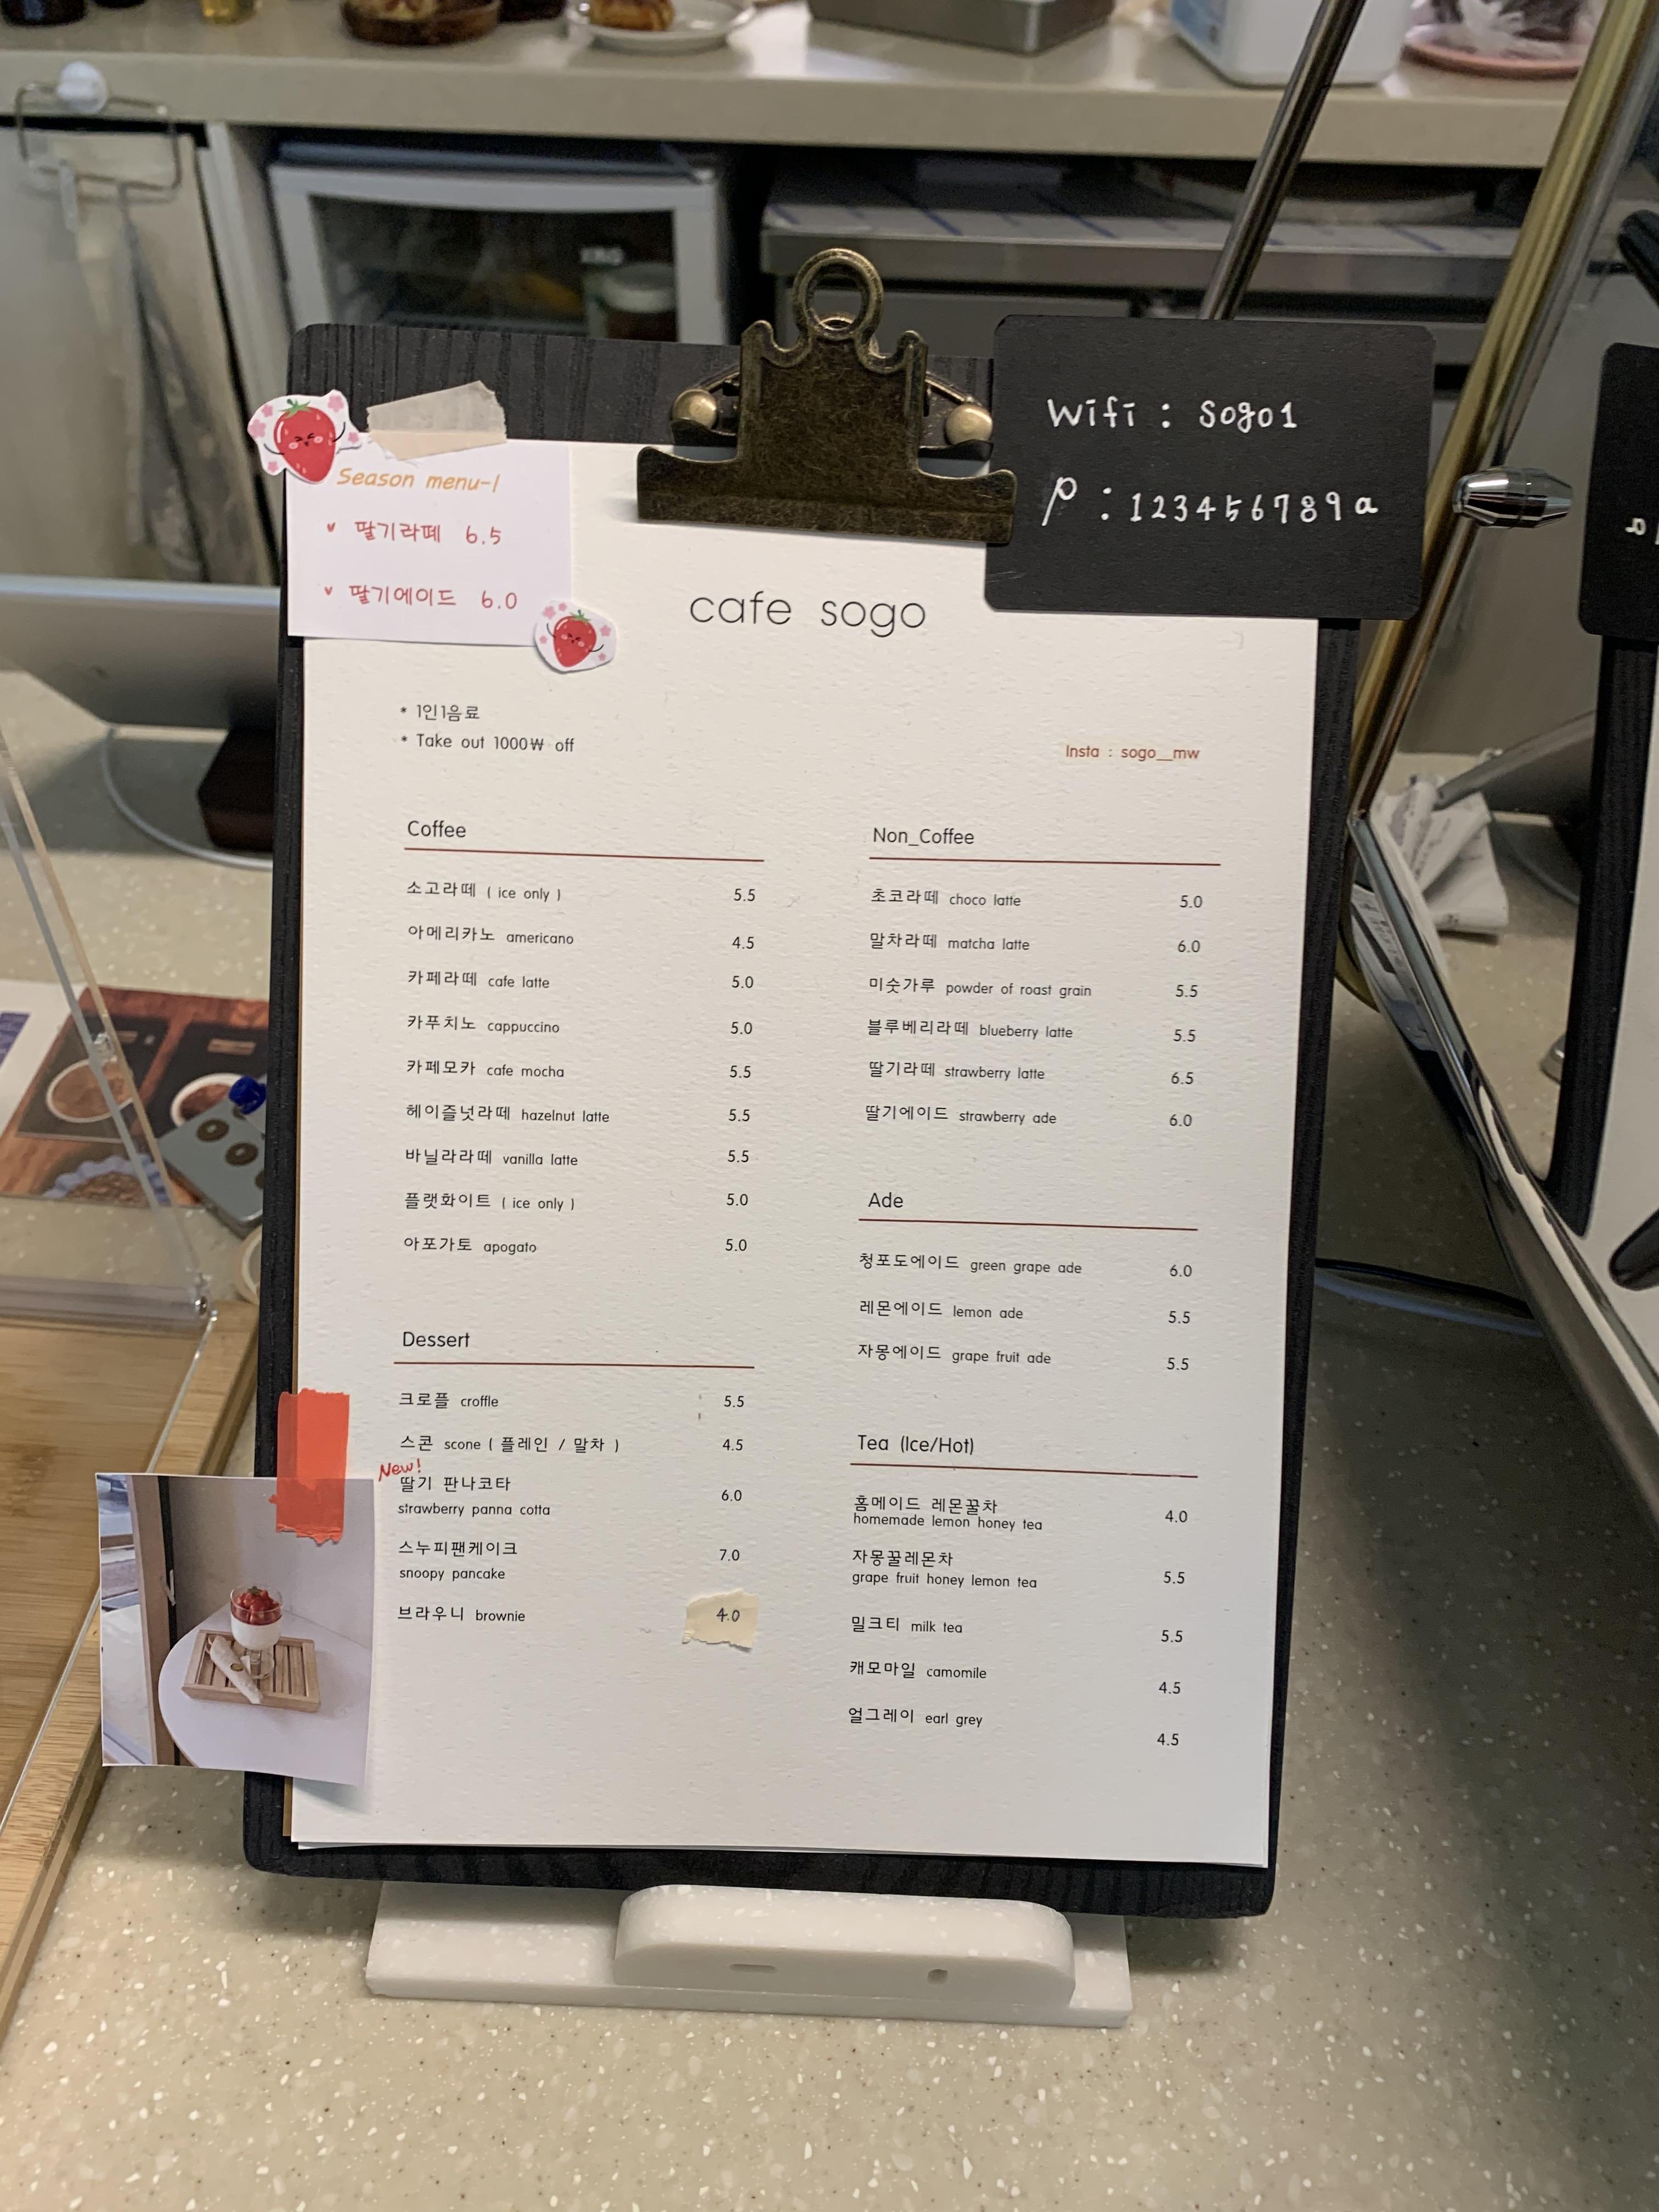 Season menu-!
딸기라떼 6.5
딸기에이드 6.0
Wifi : sogo1
p : 123456789a
cafe sogo
* 1인1음료
* Take out 1000₩ off
Insta : sogo__mw
Coffee
소고라떼 ( ice only ) 5.5
아메리카노 americano 4.5
카페라떼 cafe latte 5.0
카푸치노 cappuccino 5.0
카페모카 cafe mocha 5.5
헤이즐넛라떼 hazelnut latte 5.5
바닐라라떼 vanilla latte 5.5
플랫화이트 ( ice only ) 5.0
아포가토 apogato 5.0
Dessert
크로플 croffle 5.5
스콘 scone ( 플레인 / 말차 ) 4.5
New!
딸기 판나코타 6.0
strawberry panna cotta
스누피팬케이크 7.0
snoopy pancake
브라우니 brownie 4.0
Non_Coffee
초코라떼 choco latte 5.0
말차라떼 matcha latte 6.0
미숫가루 powder of roast grain 5.5
블루베리라떼 blueberry latte 5.5
딸기라떼 strawberry latte 6.5
딸기에이드 strawberry ade 6.0
Ade
청포도에이드 green grape ade 6.0
레몬에이드 lemon ade 5.5
자몽에이드 grape fruit ade 5.5
Tea (Ice/Hot)
홈메이드 레몬꿀차 4.0
homemade lemon honey tea
자몽꿀레몬차 5.5
grape fruit honey lemon tea
밀크티 milk tea 5.5
캐모마일 camomile 4.5
얼그레이 earl grey 4.5